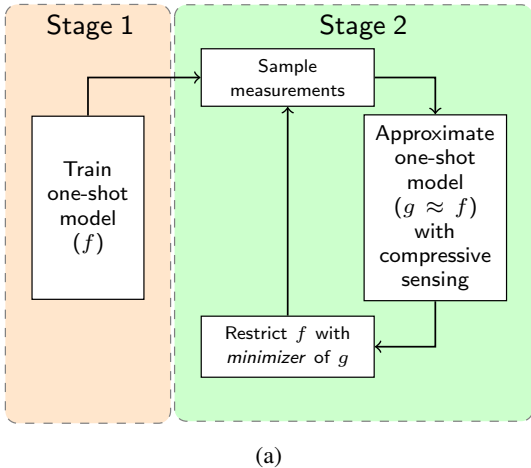 Stage 1
Train
one-shot
model
(f)
Stage 2
Sample
measurements
Approximate
one-shot
model
(g ≈ f)
with
compressive
sensing
Restrict f with
minimizer of g
(a)